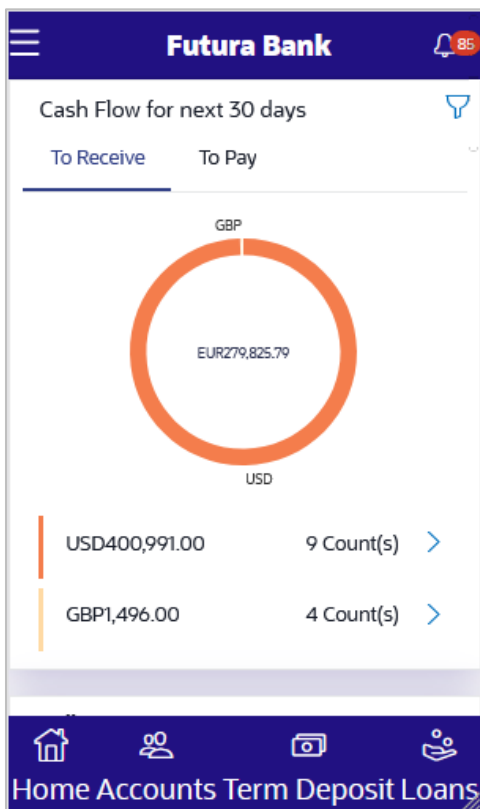 Futura Bank
85
Cash Flow for next 30 days
To Receive To Pay
GBP
EUR279,825.79
USD
USD400,991.00 9 Count(s)
GBP1,496.00 4 Count(s)
Home Accounts Term Deposit Loans